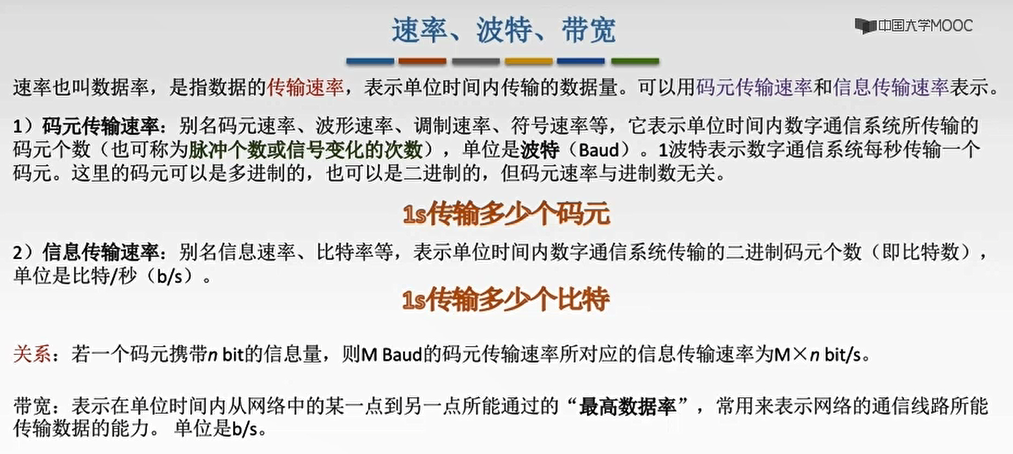 速率、波特、带宽
中国大学MOOC
速率也叫数据率，是指数据的传输速率，表示单位时间内传输的数据量。可以用码元传输速率和信息传输速率表示。
1）码元传输速率：别名码元速率、波形速率、调制速率、符号速率等，它表示单位时间内数字通信系统所传输的
码元个数（也可称为脉冲个数或信号变化的次数），单位是波特（Baud）。1波特表示数字通信系统每秒传输一个
码元。这里的码元可以是多进制的，也可以是二进制的，但码元速率与进制数无关。
1s传输多少个码元
2）信息传输速率：别名信息速率、比特率等，表示单位时间内数字通信系统传输的二进制码元个数（即比特数），
单位是比特/秒（b/s）。
1s传输多少个比特
关系：若一个码元携带n bit的信息量，则M Baud的码元传输速率所对应的信息传输速率为M×n bit/s。
带宽：表示在单位时间内从网络中的某一点到另一点所能通过的“最高数据率”，常用来表示网络的通信线路所能
传输数据的能力。 单位是b/s。